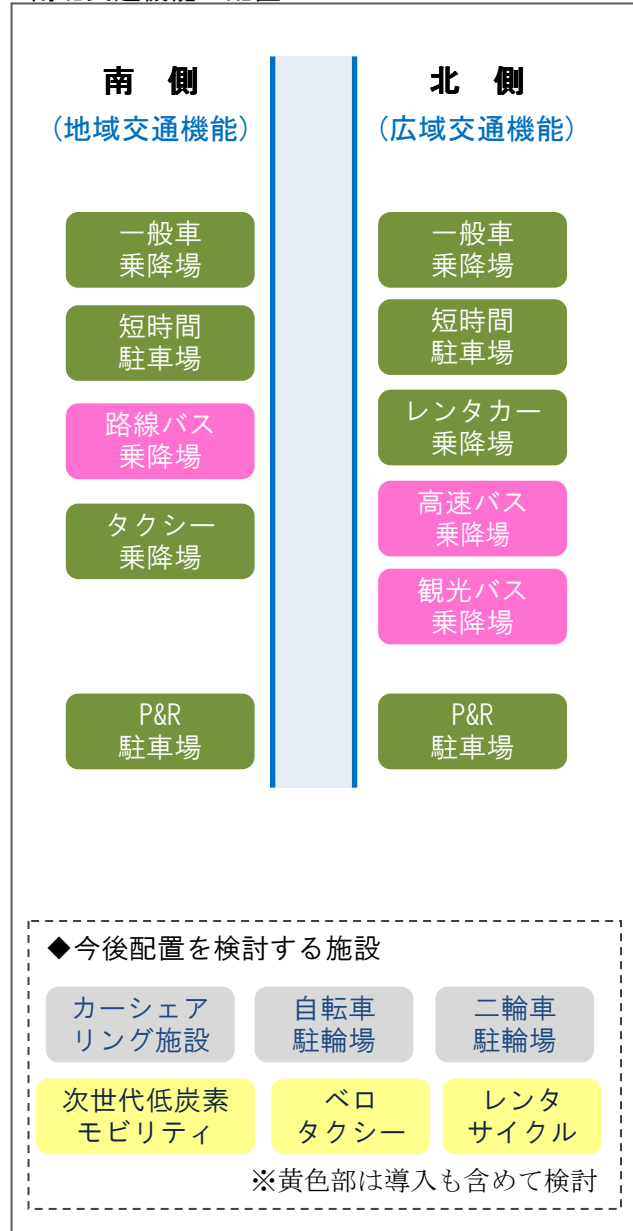 南　側
（地域交通機能）
一般車
乗降場
短時間
駐車場
路線バス
乗降場
タクシー
乗降場
P&R
駐車場
北　側
（広域交通機能）
一般車
乗降場
短時間
駐車場
レンタカー
乗降場
高速バス
乗降場
観光バス
乗降場
P&R
駐車場
◆今後配置を検討する施設
カーシェア
リング施設
自転車
駐輪場
二輪車
駐輪場
次世代低炭素
モビリティ
ベロ
タクシー
レンタ
サイクル
※黄色部は導入も含めて検討